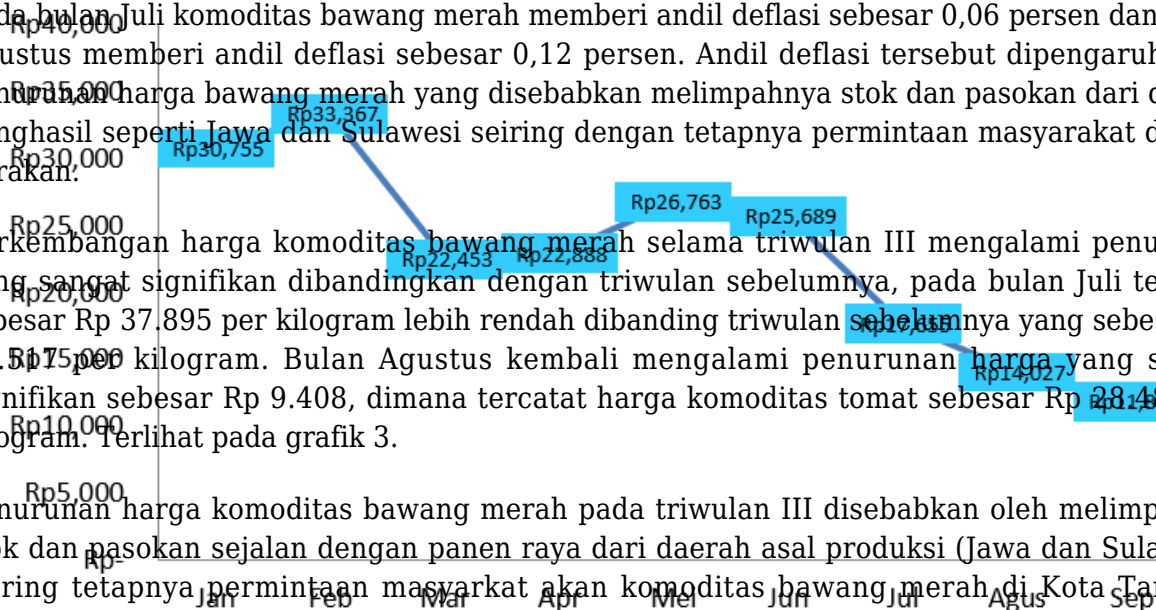 da bulan Juli komoditas bawang merah memberi andil deflasi sebesar 0,06 persen dan
ustus memberi andil deflasi sebesar 0,12 persen. Andil deflasi tersebut dipengaruh
nurunan harga bawang merah yang disebabkan melimpahnya stok dan pasokan dari d
nghasil seperti Jawa dan Sulawesi seiring dengan tetapnya permintaan masyarakat d
rakan.
rkembangan harga komoditas bawang merah selama triwulan III mengalami penu
ng sangat signifikan dibandingkan dengan triwulan sebelumnya, pada bulan Juli te
besar Rp 37.895 per kilogram lebih rendah dibanding triwulan sebelumnya yang sebe
.517 per kilogram. Bulan Agustus kembali mengalami penurunan harga yang s
nifikan sebesar Rp 9.408, dimana tercatat harga komoditas tomat sebesar Rp 28.48
ogram. Terlihat pada grafik 3.
nurunan harga komoditas bawang merah pada triwulan III disebabkan oleh melimp
ok dan pasokan sejalan dengan panen raya dari daerah asal produksi (Jawa dan Sula
ring tetapnya permintaan masyarkat akan komoditas bawang merah di Kota Tar
Rp40,000
Rp35,000
Rp30,000
Rp25,000
Rp20,000
Rp15,000
Rp10,000
Rp5,000
Rp-
Rp30,755
Rp33,367
Rp22,453
Rp22,888
Rp26,763
Rp25,689
Rp14,027
Jan Feb Mar Apr Mei Jun Jul Agus Sep